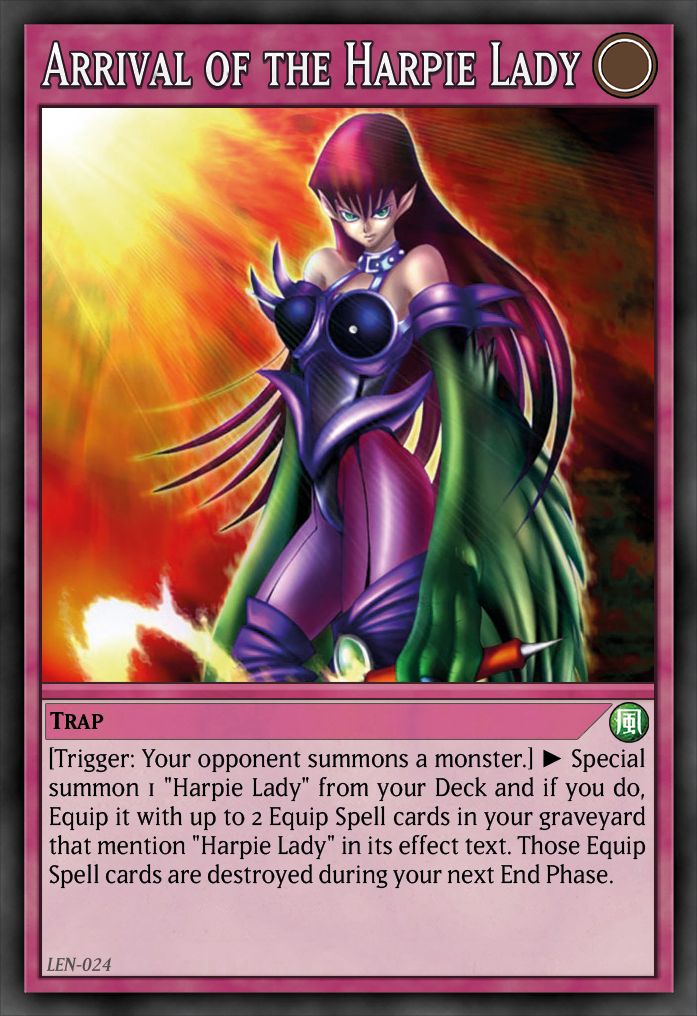 Arrival of the Harpie Lady
Trap
風
[Trigger: Your opponent summons a monster.] ► Special
summon 1 "Harpie Lady" from your Deck and if you do,
Equip it with up to 2 Equip Spell cards in your graveyard
that mention "Harpie Lady" in its effect text. Those Equip
Spell cards are destroyed during your next End Phase.
LEN-024